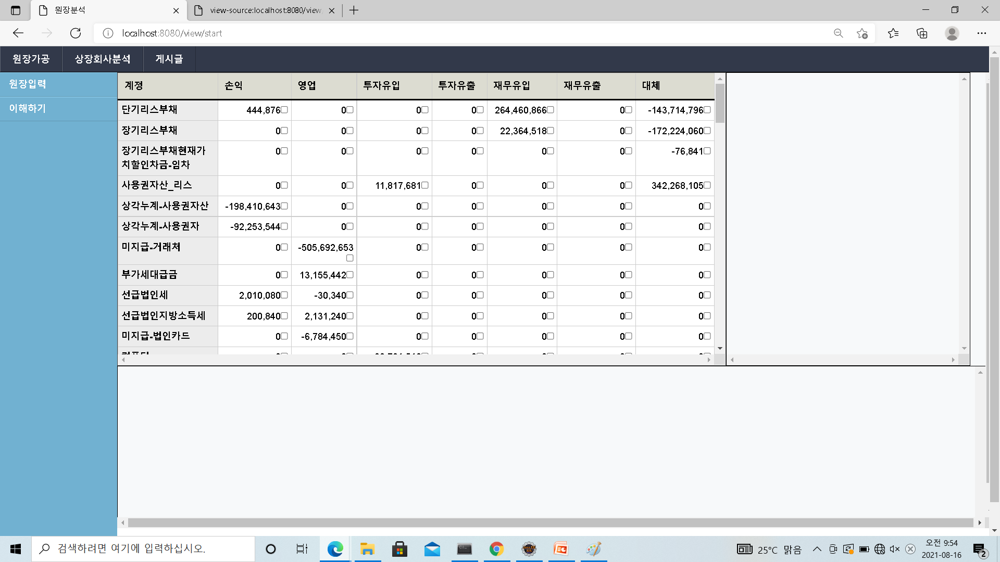 원장분석
view-source:localhost:8080/view
localhost:8080/view/start
원장가공 상장회사분석 게시글
원장입력
이해하기
계정 손익 영업 투자유입 투자유출 재무유입 재무유출 대체
단기리스부채 444,876 0 0 0 264,460,866 0 -143,714,796
장기리스부채 0 0 0 0 22,364,518 0 -172,224,060
장기리스부채현재가 0 0 0 0 0 0 -76,841
치할인차금-임차
사용권자산_리스 0 0 11,817,681 0 0 0 342,268,105
상각누계-사용권자산 -198,410,643 0 0 0 0 0 0
상각누계-사용권자 -92,253,544 0 0 0 0 0 0
미지급-거래처 0 -505,692,653 0 0 0 0 0
부가세대급금 0 13,155,442 0 0 0 0 0
선급법인세 2,010,080 -30,340 0 0 0 0 0
선급법인지방소득세 200,840 2,131,240 0 0 0 0 0
미지급-법인카드 0 -6,784,450 0 0 0 0 0
검색하려면 여기에 입력하십시오.
25°C 맑음
오전 9:54
2021-08-16
2